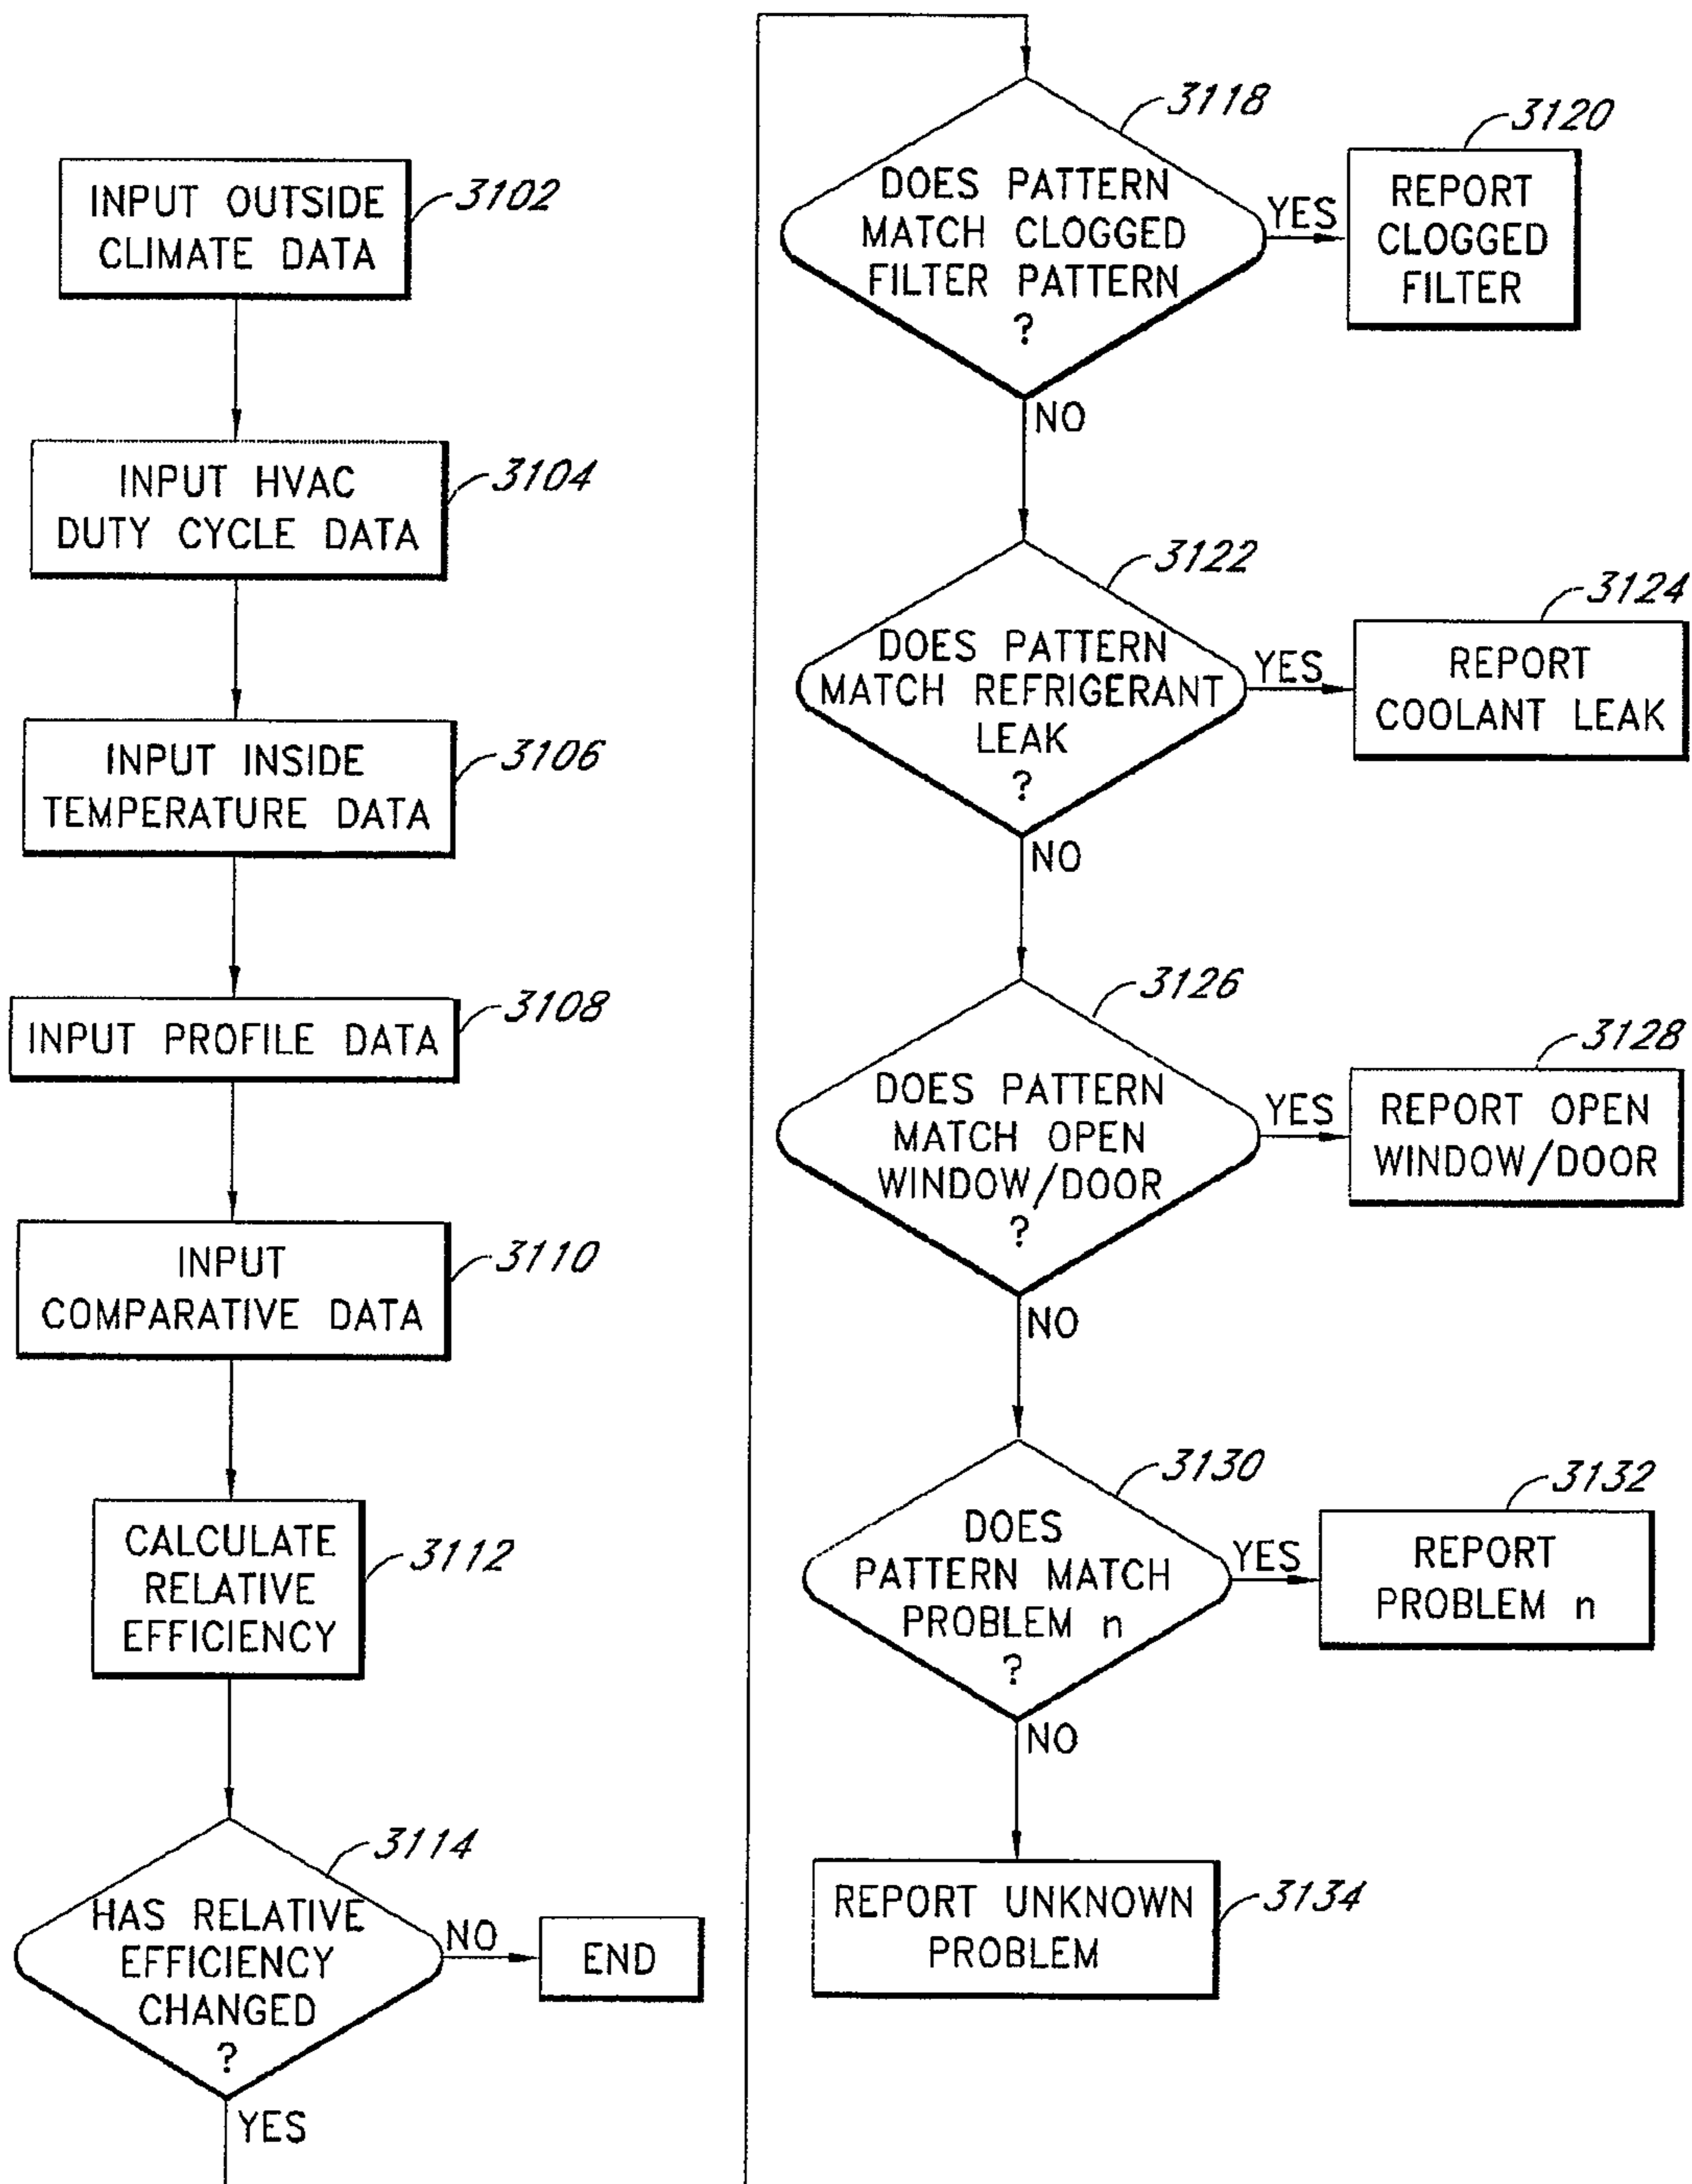 INPUT OUTSIDE
CLIMATE DATA
3102
INPUT HVAC
DUTY CYCLE DATA
3104
INPUT INSIDE
TEMPERATURE DATA
3106
INPUT PROFILE DATA
3108
INPUT
COMPARATIVE DATA
3110
CALCULATE
RELATIVE
EFFICIENCY
3112
3114
HAS RELATIVE
EFFICIENCY
CHANGED
?
NO
END
YES
3118
DOES PATTERN
MATCH CLOGGED
FILTER PATTERN
?
YES
3120
REPORT
CLOGGED
FILTER
NO
3122
DOES PATTERN
MATCH REFRIGERANT
LEAK
?
YES
3124
REPORT
COOLANT LEAK
NO
3126
DOES PATTERN
MATCH OPEN
WINDOW/DOOR
?
YES
3128
REPORT OPEN
WINDOW/DOOR
NO
3130
DOES
PATTERN MATCH
PROBLEM n
?
YES
3132
REPORT
PROBLEM n
NO
REPORT UNKNOWN
PROBLEM
3134